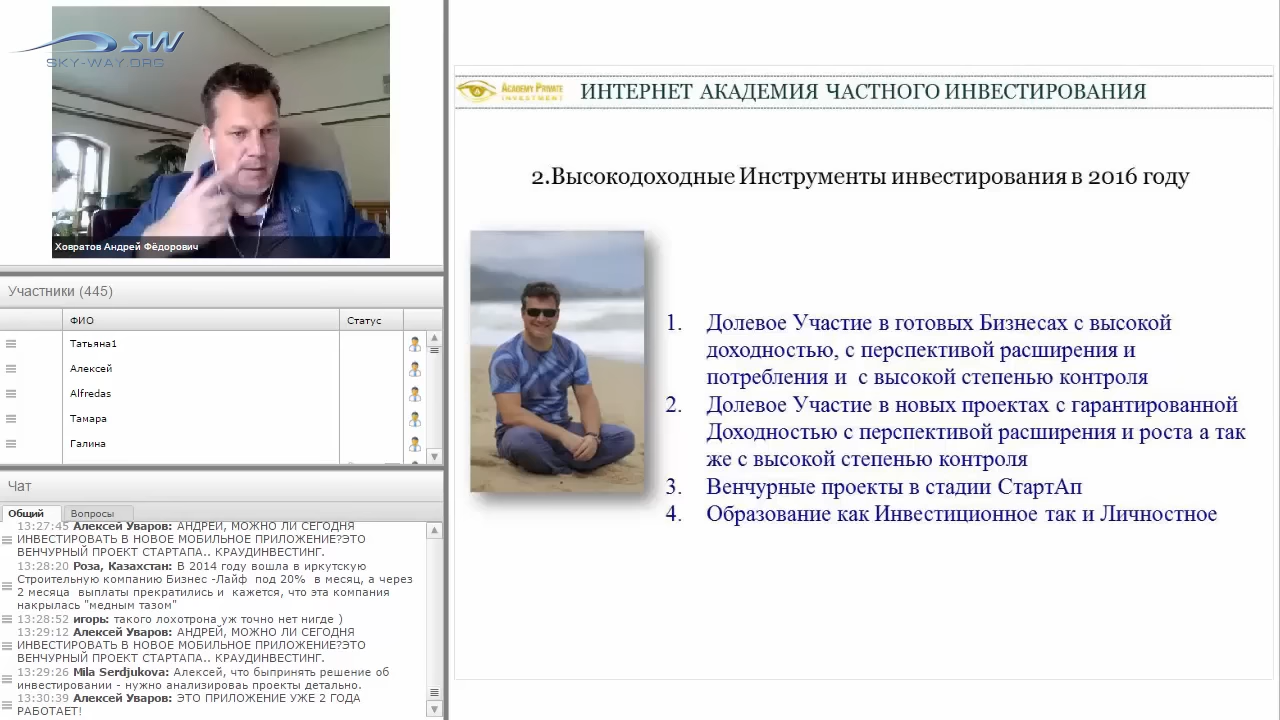 SW
SKY-WAY.ORG
Ховратов Андрей Фёдорович
Участники (445)
ФИО
Статус
Татьяна1
Алексей
Alfredas
Тамара
Галина
Чат
Общий
Вопросы
13:27:45 Алексей Уваров: АНДРЕЙ, МОЖНО ЛИ СЕГОДНЯ
ИНВЕСТИРОВАТЬ В НОВОЕ МОБИЛЬНОЕ ПРИЛОЖЕНИЕ?ЭТО
ВЕНЧУРНЫЙ ПРОЕКТ СТАРТАПА.. КРАУДИНВЕСТИНГ.
13:28:20 Роза, Казахстан: В 2014 году вошла в иркутскую
Строительную компанию Бизнес -Лайф под 20% в месяц, а через
2 месяца выплаты прекратились и кажется, что эта компания
накрылась "медным тазом"
13:28:52 игорь: такого лохотрона уж точно нет нигде )
13:29:12 Алексей Уваров: АНДРЕЙ, МОЖНО ЛИ СЕГОДНЯ
ИНВЕСТИРОВАТЬ В НОВОЕ МОБИЛЬНОЕ ПРИЛОЖЕНИЕ?ЭТО
ВЕНЧУРНЫЙ ПРОЕКТ СТАРТАПА.. КРАУДИНВЕСТИНГ.
13:29:26 Mila Serdjukova: Алексей, что быпринять решение об
инвестировании - нужно анализироваь проекты детально.
13:30:39 Алексей Уваров: ЭТО ПРИЛОЖЕНИЕ УЖЕ 2 ГОДА
РАБОТАЕТ!
ACADEMY PRIVATE
INVESTMENT
ИНТЕРНЕТ АКАДЕМИЯ ЧАСТНОГО ИНВЕСТИРОВАНИЯ
2.Высокодоходные Инструменты инвестирования в 2016 году
1. Долевое Участие в готовых Бизнесах с высокой
доходностью, с перспективой расширения и
потребления и с высокой степенью контроля
2. Долевое Участие в новых проектах с гарантированной
Доходностью с перспективой расширения и роста а так
же с высокой степенью контроля
3. Венчурные проекты в стадии СтартАп
4. Образование как Инвестиционное так и Личностное